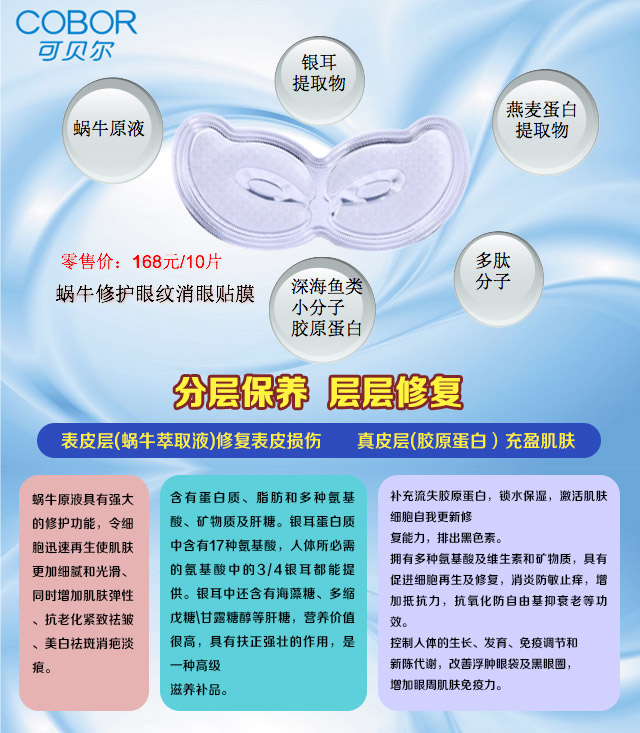 COBOR
可贝尔
银耳
提取物
蜗牛原液
燕麦蛋白
提取物
零售价：168元/10片
蜗牛修护眼纹消眼贴膜
深海鱼类
小分子
胶原蛋白
多肽
分子
分层保养 层层修复
表皮层(蜗牛萃取液)修复表皮损伤 真皮层(胶原蛋白）充盈肌肤
蜗牛原液具有强大
的修护功能，令细
胞迅速再生使肌肤
更加细腻和光滑、
同时增加肌肤弹性
、抗老化紧致祛皱
、美白祛斑消疤淡
痕。
含有蛋白质、脂肪和多种氨基
酸、矿物质及肝糖。银耳蛋白质
中含有17种氨基酸，人体所必需
的氨基酸中的3/4银耳都能提
供。银耳中还含有海藻糖、多缩
戊糖\甘露糖醇等肝糖，营养价值
很高，具有扶正强壮的作用，是
一种高级
滋养补品。
补充流失胶原蛋白，锁水保湿，激活肌肤
细胞自我更新修
复能力，排出黑色素。
拥有多种氨基酸及维生素和矿物质，具有
促进细胞再生及修复，消炎防敏止痒，增
加抵抗力，抗氧化防自由基抑衰老等功
效。
控制人体的生长、发育、免疫调节和
新陈代谢，改善浮肿眼袋及黑眼圈，
增加眼周肌肤免疫力。